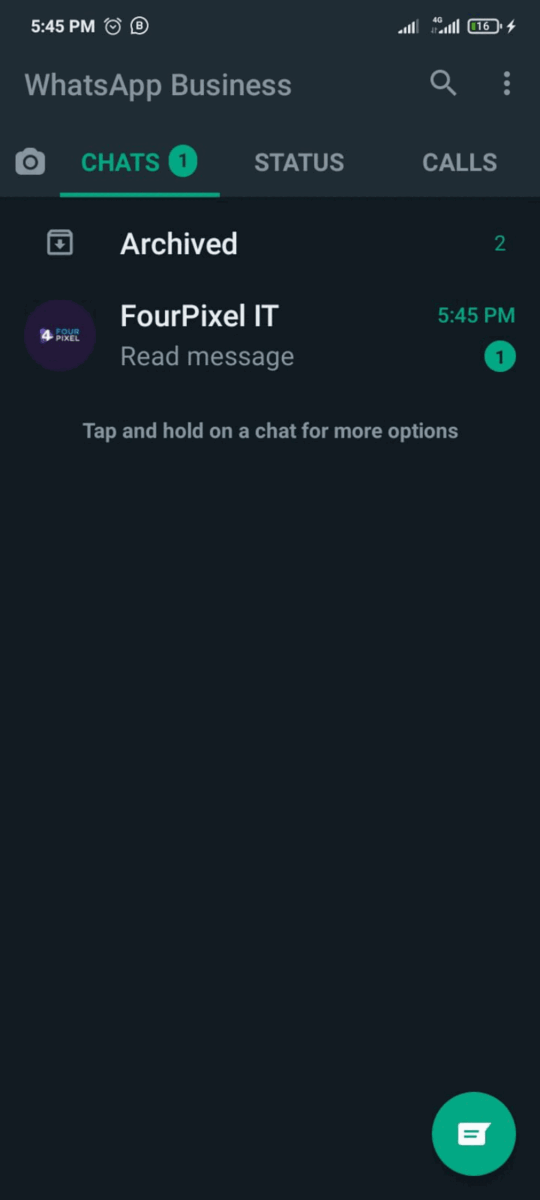 5:45 PM B 4G 16
WhatsApp Business
CHATS 1 STATUS CALLS
Archived 2
4 FOUR PIXEL
FourPixel IT 5:45 PM
Read message 1
Tap and hold on a chat for more options